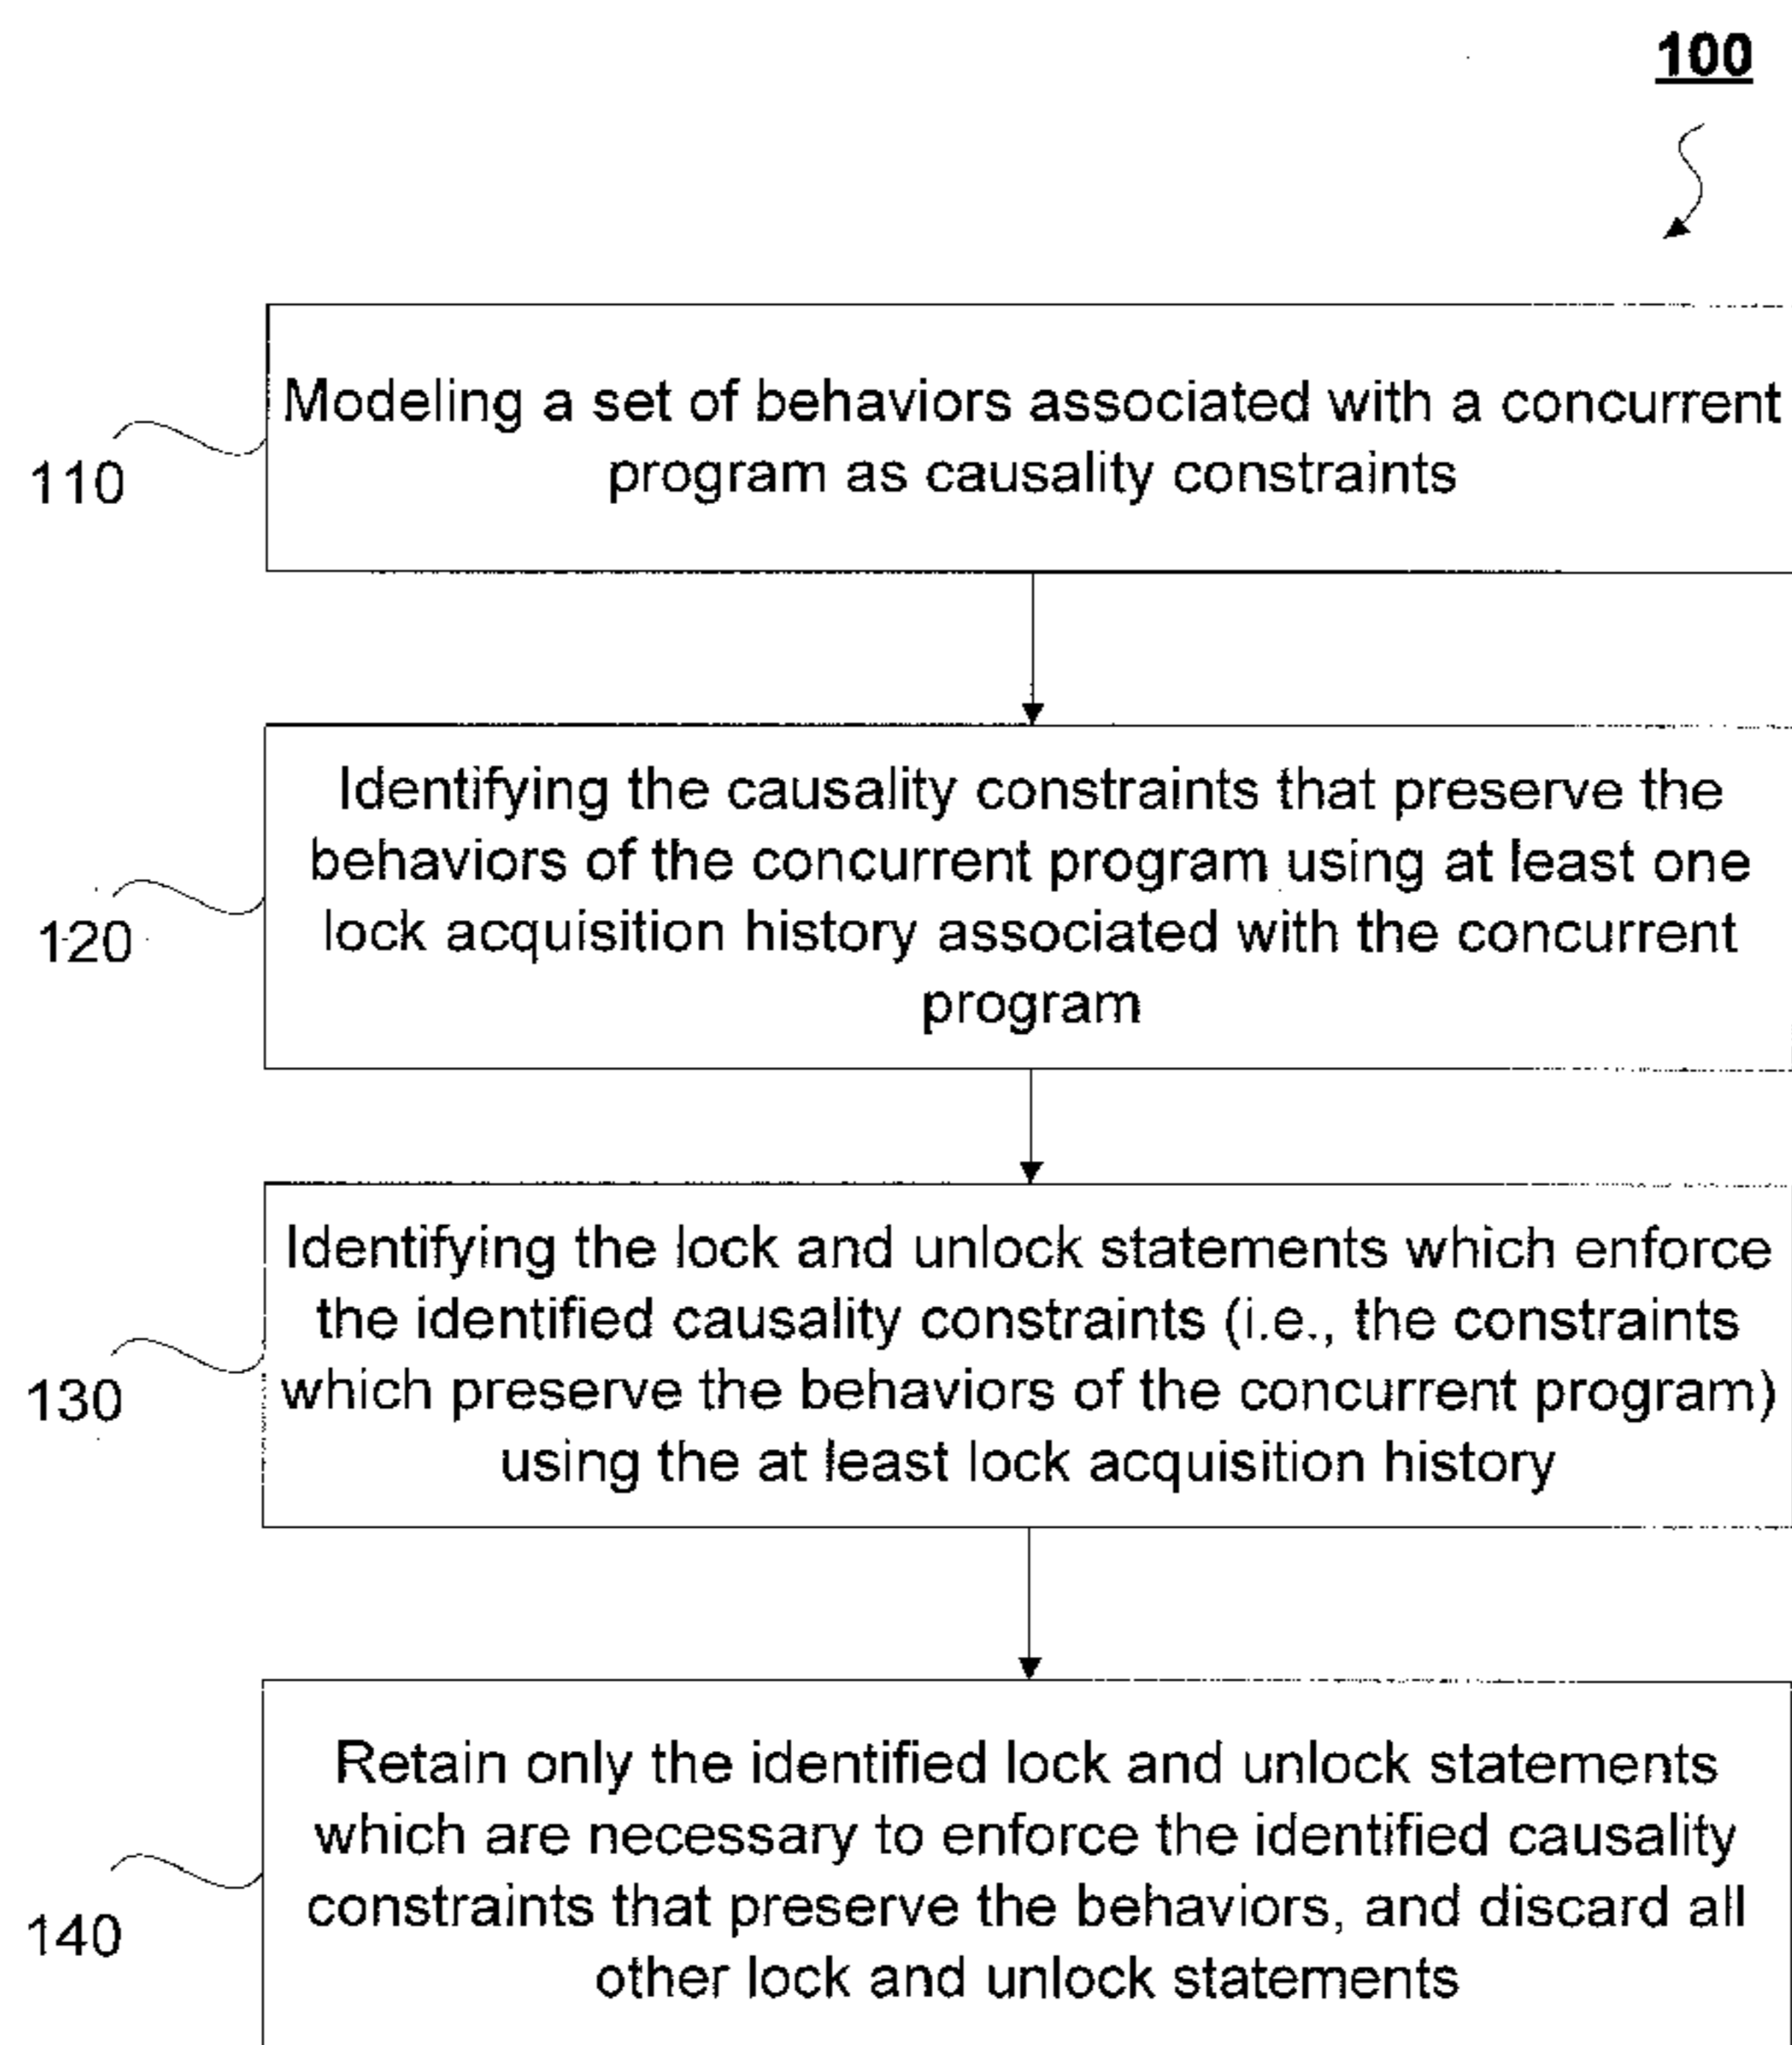 100
Modeling a set of behaviors associated with a concurrent
program as causality constraints
110
Identifying the causality constraints that preserve the
behaviors of the concurrent program using at least one
lock acquisition history associated with the concurrent
program
120
Identifying the lock and unlock statements which enforce
the identified causality constraints (i.e., the constraints
which preserve the behaviors of the concurrent program)
using the at least lock acquisition history
130
Retain only the identified lock and unlock statements
which are necessary to enforce the identified causality
constraints that preserve the behaviors, and discard all
other lock and unlock statements
140